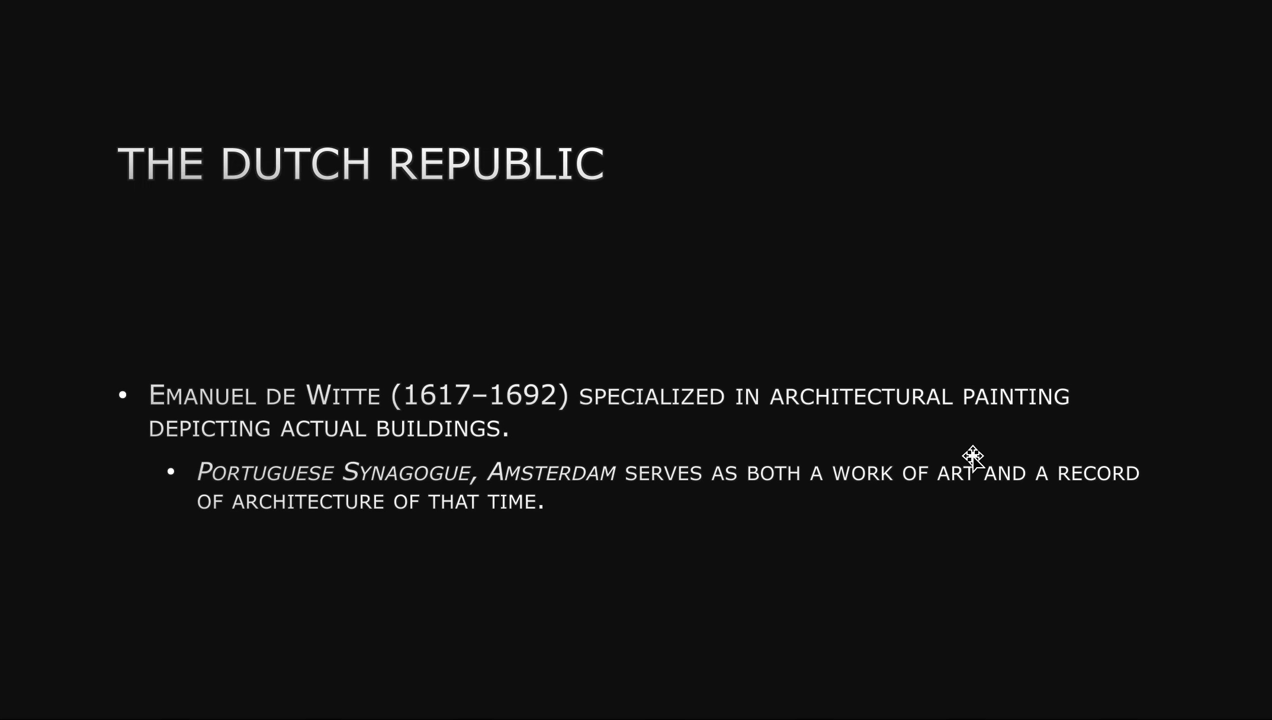 THE DUTCH REPUBLIC
• Emanuel de Witte (1617–1692) specialized in architectural painting
depicting actual buildings.
• Portuguese Synagogue, Amsterdam serves as both a work of art and a record
of architecture of that time.